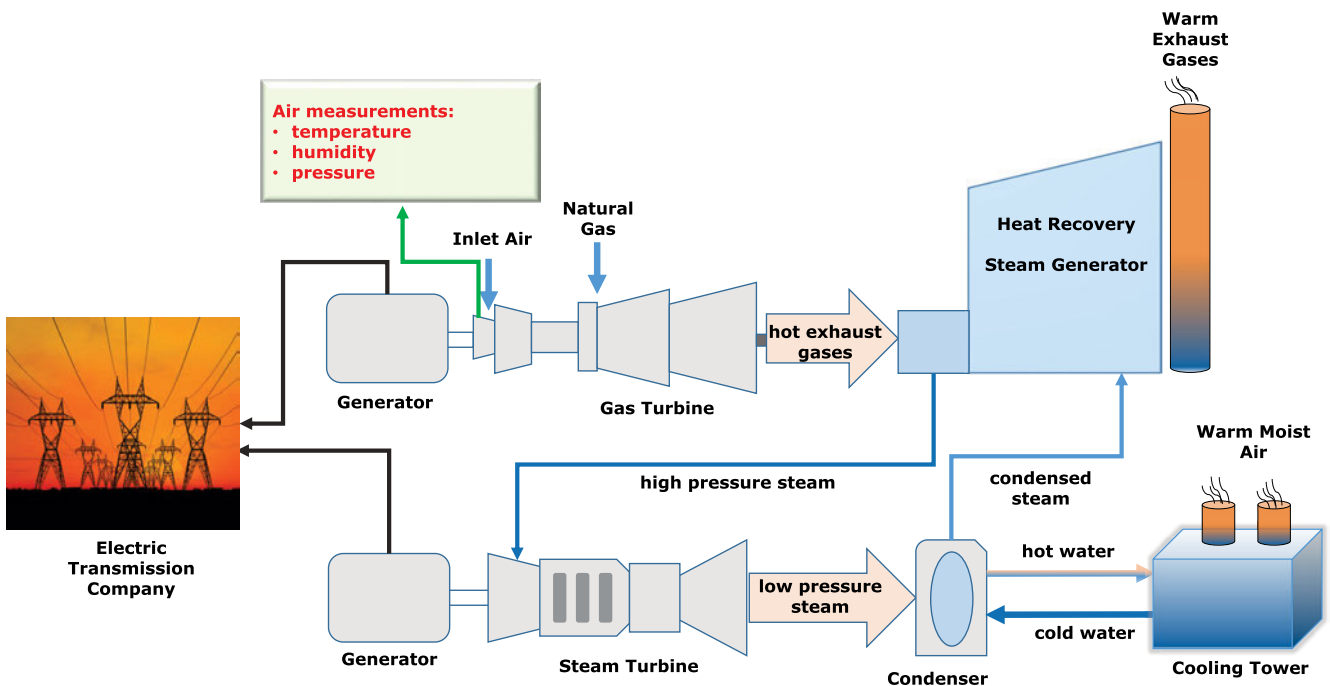 Warm
Exhaust
Gases
Air measurements:
• temperature
• humidity
• pressure
Natural
Gas
Inlet Air
Heat Recovery
Steam Generator
hot exhaust
gases
Generator
Gas Turbine
Warm Moist
Air
high pressure steam
condensed
steam
Electric
Transmission
Company
hot water
low pressure
steam
cold water
Generator
Steam Turbine
Condenser
Cooling Tower